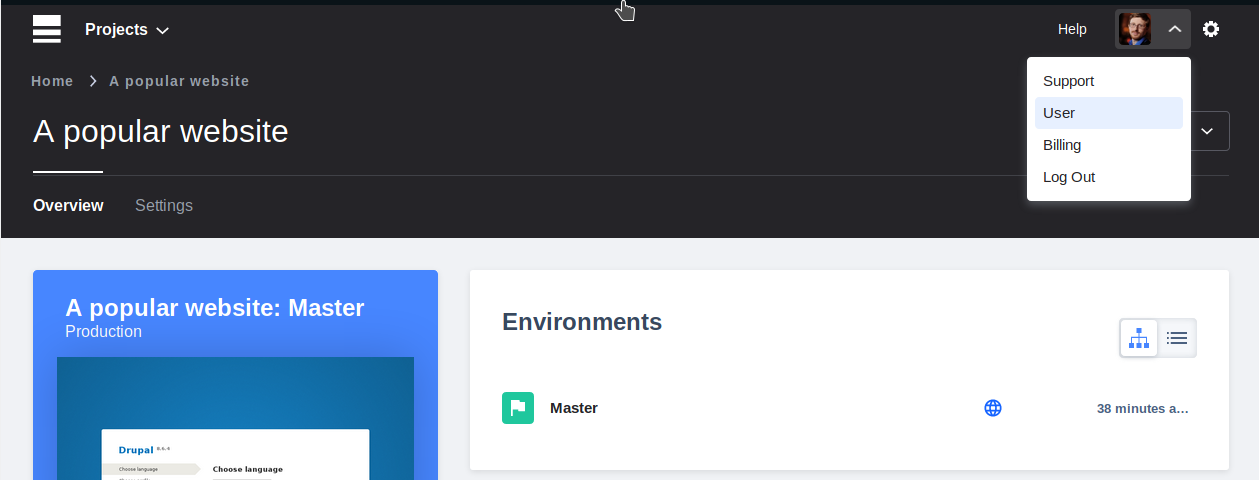 Projects
Help
Home
A popular website
Support
User
Billing
Log Out
A popular website
Overview
Settings
A popular website: Master
Production
Drupal 8.6.4
Choose language
Choose language
Environments
Master
38 minutes a...